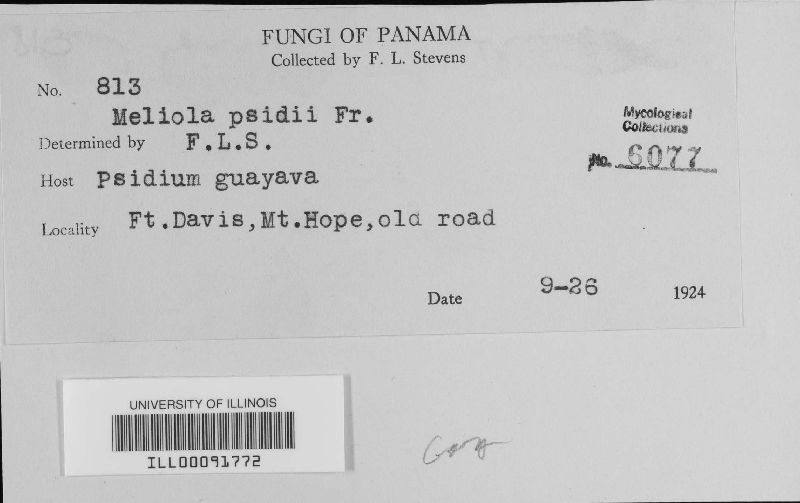 FUNGI OF PANAMA
Collected by F. L. Stevens
No. 813
Meliola psidii Fr.
Determined by F.L.S.
Mycological
Collections
No. 6077
Host Psidium guayava
Locality Ft.Davis,Mt.Hope,old road
Date 9-26 1924
UNIVERSITY OF ILLINOIS
ILL00091772